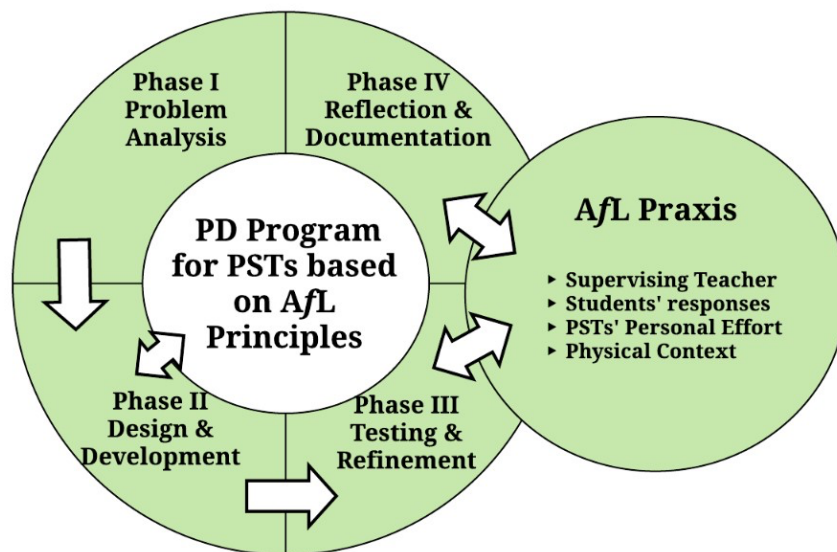 Phase I
Problem
Analysis
Phase IV
Reflection &
Documentation
PD Program
for PSTs based
on AfL
Principles
Phase II
Design &
Development
Phase III
Testing &
Refinement
AfL Praxis
▸ Supervising Teacher
▸ Students' responses
▸ PSTs' Personal Effort
▸ Physical Context